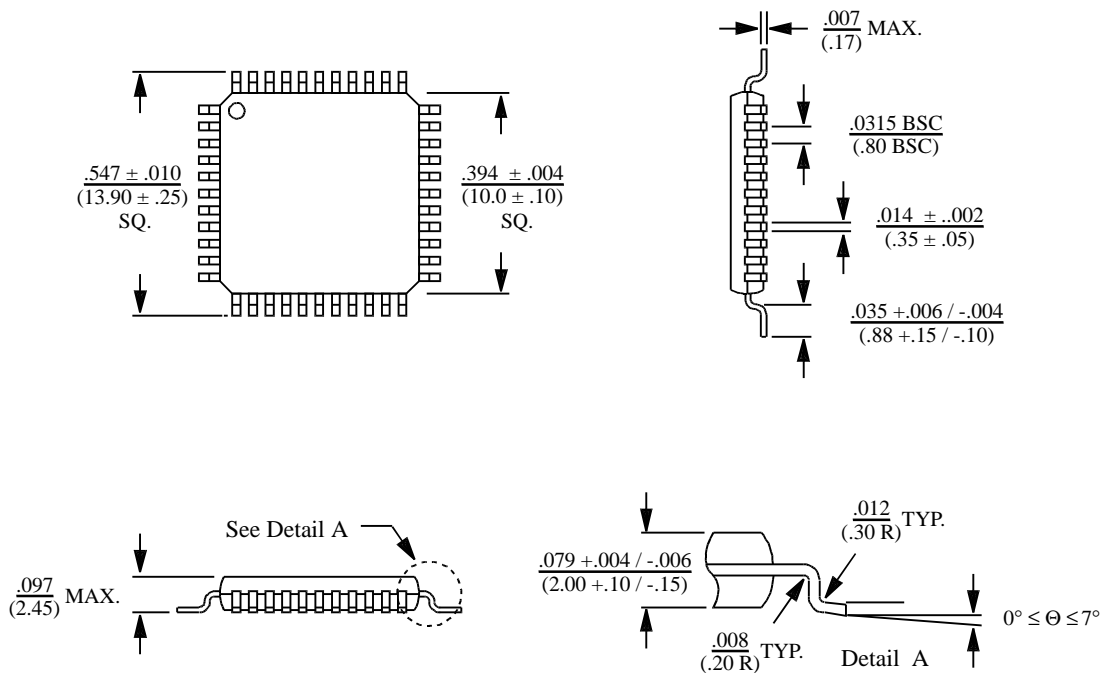 .007
(.17) MAX.
.547 ± .010
(13.90 ± .25)
SQ.
.394 ± .004
(10.0 ± .10)
SQ.
.0315 BSC
(.80 BSC)
.014 ± ..002
(.35 ± .05)
.035 +.006 / -.004
(.88 +.15 / -.10)
See Detail A
.097
(2.45) MAX.
.079 +.004 / -.006
(2.00 +.10 / -.15)
.012
(.30 R) TYP.
.008
(.20 R) TYP.
0° ≤ Θ ≤ 7°
Detail A